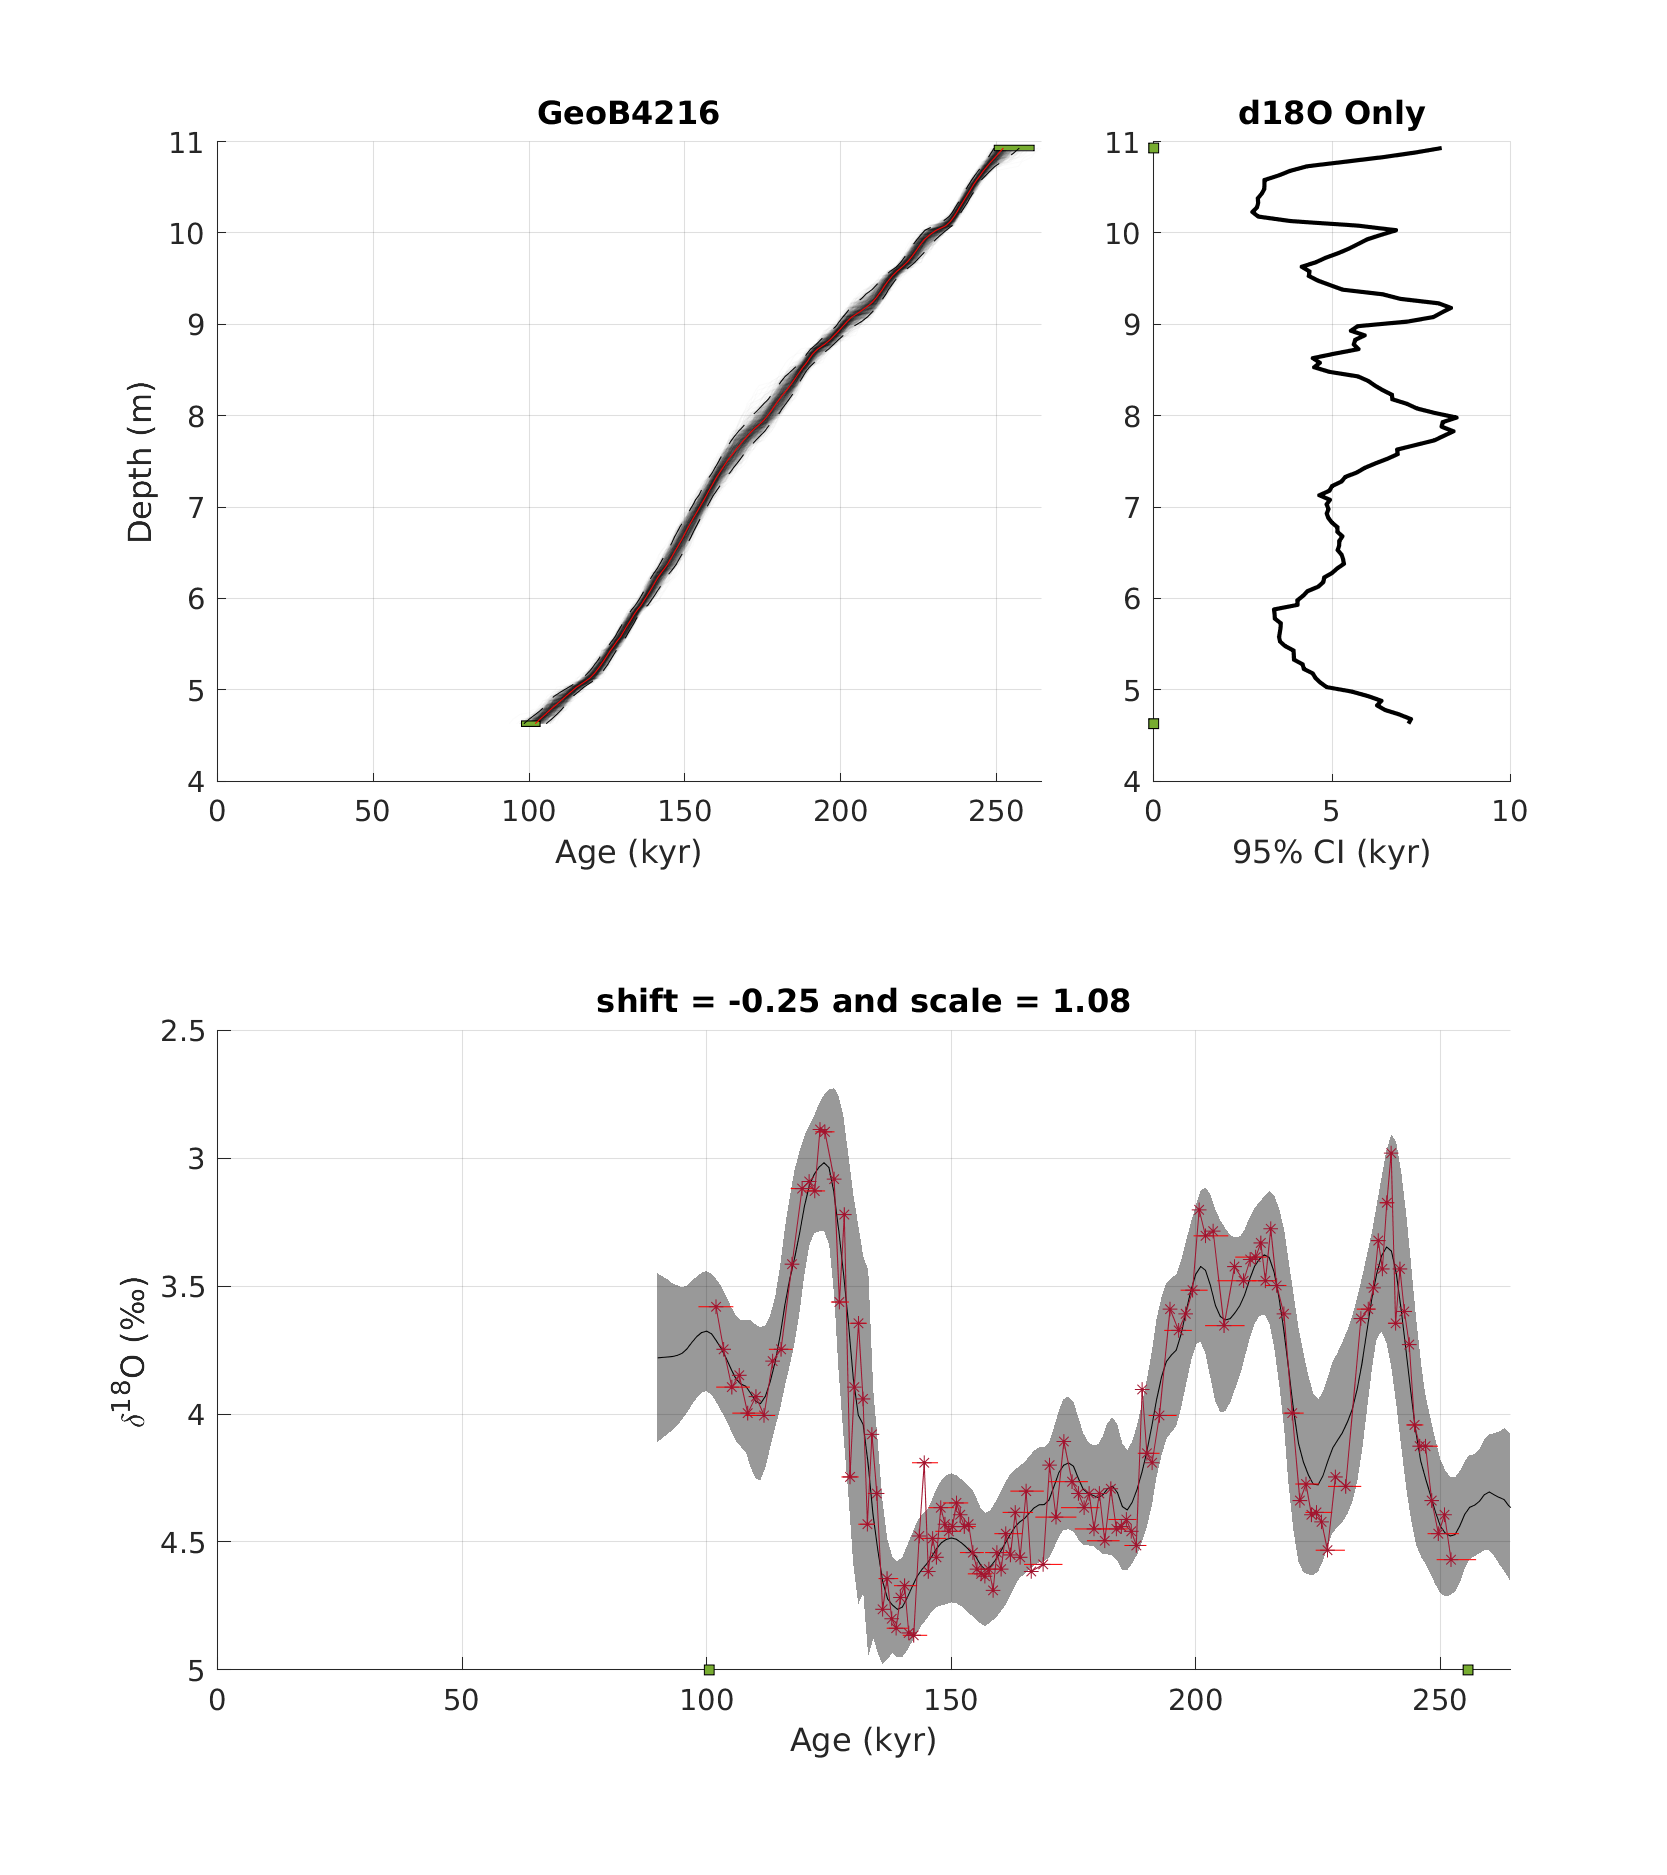 GeoB4216
11
10
9
8
7
6
5
4
Depth (m)
0 50 100 150 200 250
Age (kyr)
d18O Only
11
10
9
8
7
6
5
4
0 5 10
95% CI (kyr)
shift = -0.25 and scale = 1.08
2.5
3
3.5
4
4.5
5
δ18O (‰)
0 50 100 150 200 250
Age (kyr)